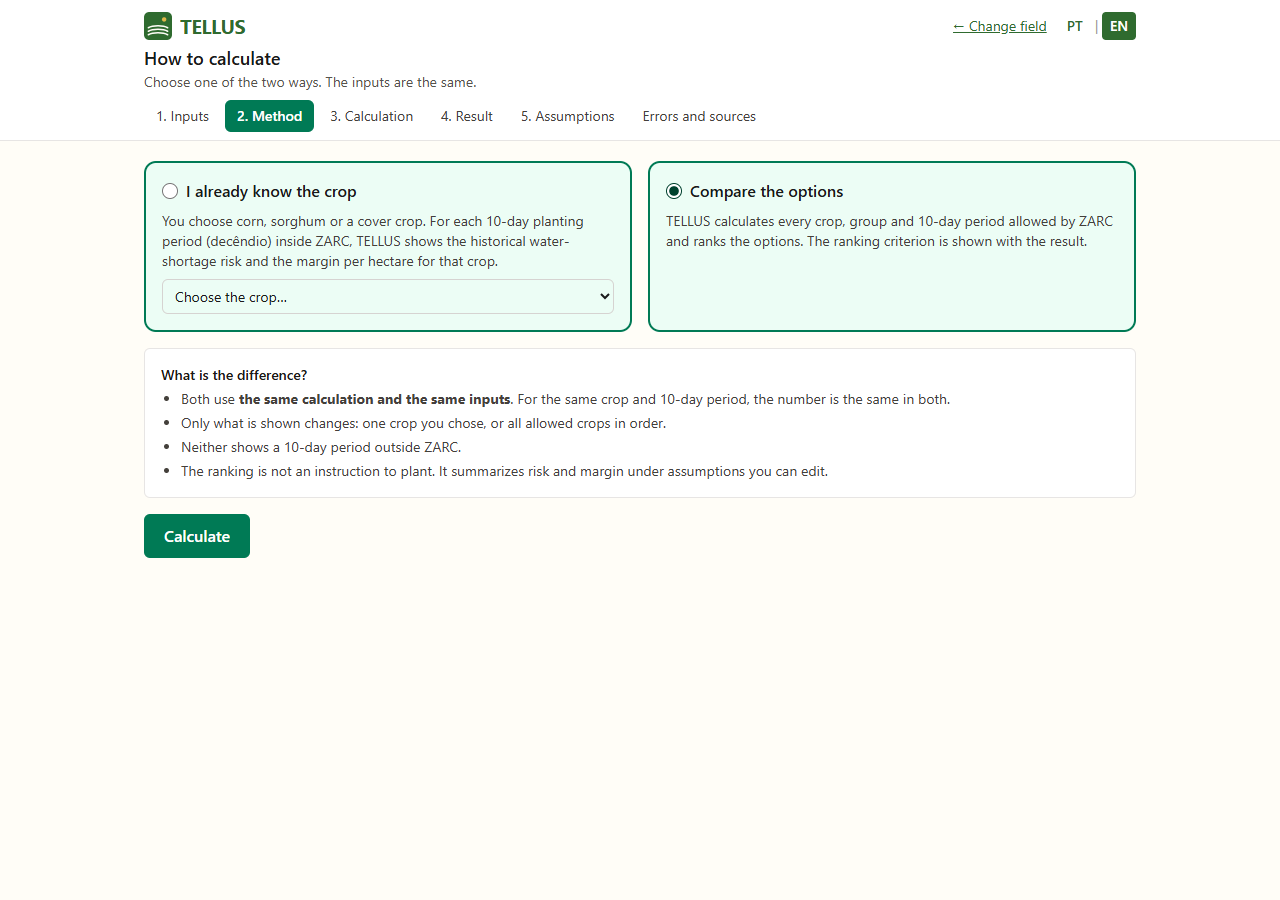 TELLUS
← Change field
PT
|
EN
How to calculate
Choose one of the two ways. The inputs are the same.
1. Inputs
2. Method
3. Calculation
4. Result
5. Assumptions
Errors and sources
I already know the crop
You choose corn, sorghum or a cover crop. For each 10-day planting
period (decêndio) inside ZARC, TELLUS shows the historical water-
shortage risk and the margin per hectare for that crop.
Choose the crop...
Compare the options
TELLUS calculates every crop, group and 10-day period allowed by ZARC
and ranks the options. The ranking criterion is shown with the result.
What is the difference?
• Both use the same calculation and the same inputs. For the same crop and 10-day period, the number is the same in both.
• Only what is shown changes: one crop you chose, or all allowed crops in order.
• Neither shows a 10-day period outside ZARC.
• The ranking is not an instruction to plant. It summarizes risk and margin under assumptions you can edit.
Calculate